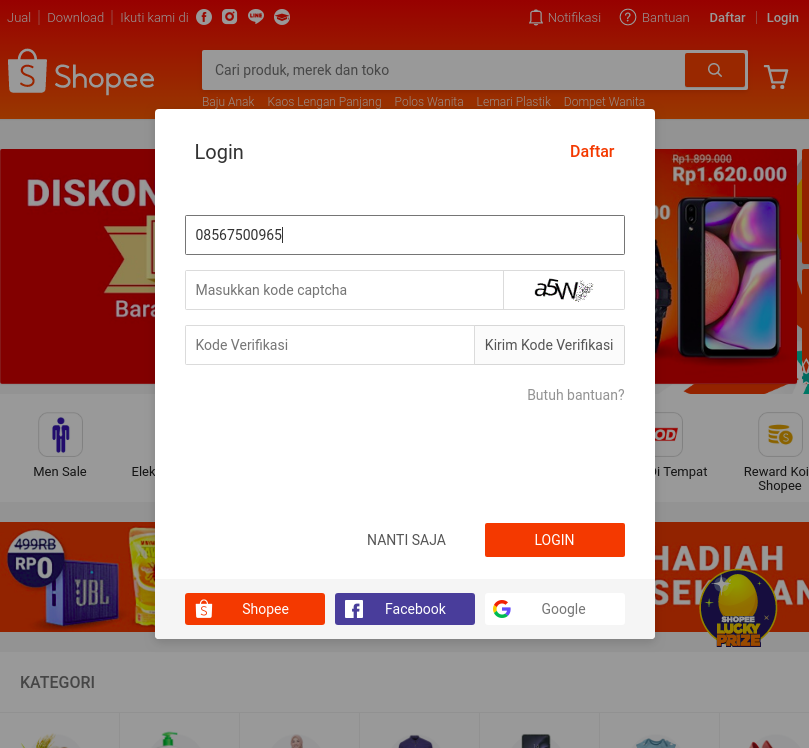 Jual Download Ikuti kami di
Notifikasi Bantuan Daftar Login
Shopee
Cari produk, merek dan toko
Baju Anak Kaos Lengan Panjang Polos Wanita Lemari Plastik Dompet Wanita
Login Daftar
08567500965
Masukkan kode captcha a5W
Kode Verifikasi Kirim Kode Verifikasi
Butuh bantuan?
NANTI SAJA LOGIN
Shopee Facebook Google
DISKON
Bara
Rp1.899.000
Rp1.620.000
Men Sale
Elek
i Tempat
Reward Koi
Shopee
499RB
RP0
JBL
HADIAH
SHOPEE
LUCKY
PRIZE
KATEGORI